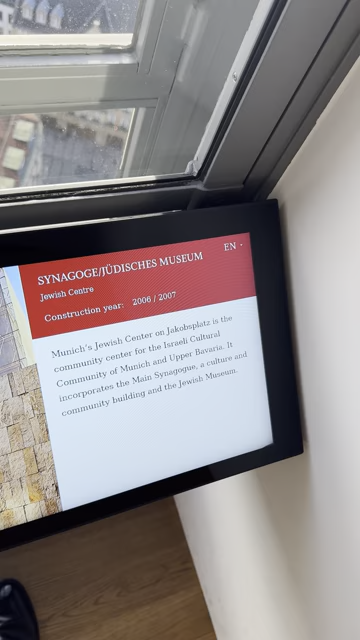 SYNAGOGE/JÜDISCHES MUSEUM
EN
Jewish Centre
Construction year: 2006 / 2007
Munich's Jewish Center on Jakobsplatz is the
community center for the Israeli Cultural
Community of Munich and Upper Bavaria. It
incorporates the Main Synagogue, a culture and
community building and the Jewish Museum.